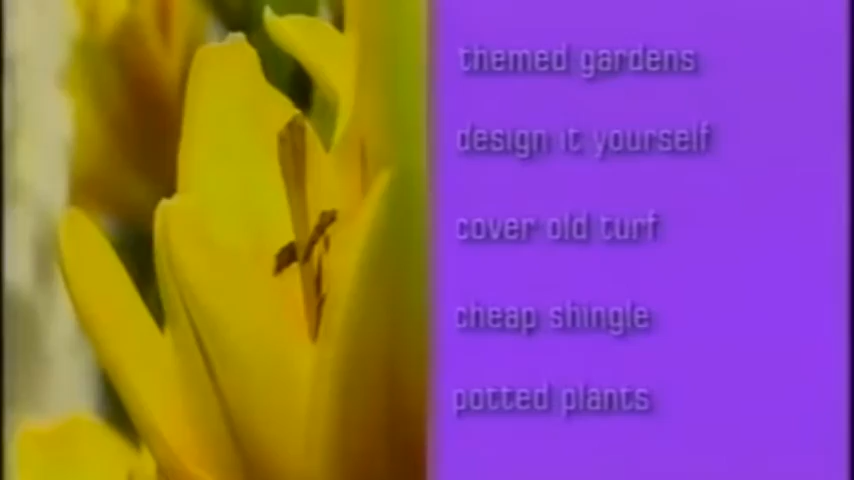 themed gardens
design it yourself
cover old turf
cheap shingle
potted plants